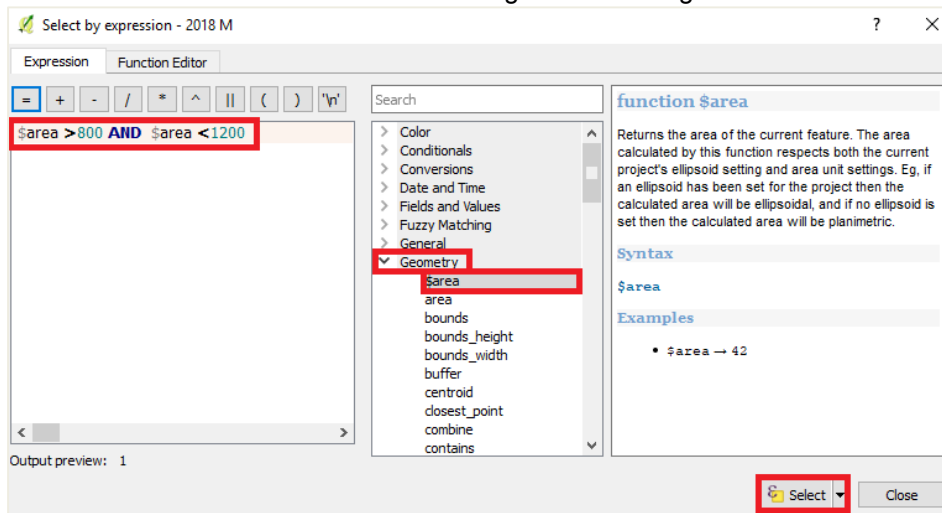 Select by expression - 2018 M
? X
Expression Function Editor
= + - / * ^ || ( ) '\n'
$area >800 AND $area <1200
Output preview: 1
Search
> Color
> Conditionals
> Conversions
> Date and Time
> Fields and Values
> Fuzzy Matching
> General
Geometry
$area
area
bounds
bounds_height
bounds_width
buffer
centroid
closest_point
combine
contains
function $area
Returns the area of the current feature. The area
calculated by this function respects both the current
project's ellipsoid setting and area unit settings. Eg, if
an ellipsoid has been set for the project then the
calculated area will be ellipsoidal, and if no ellipsoid is
set then the calculated area will be planimetric.
Syntax
$area
Examples
• $area → 42
Select
Close